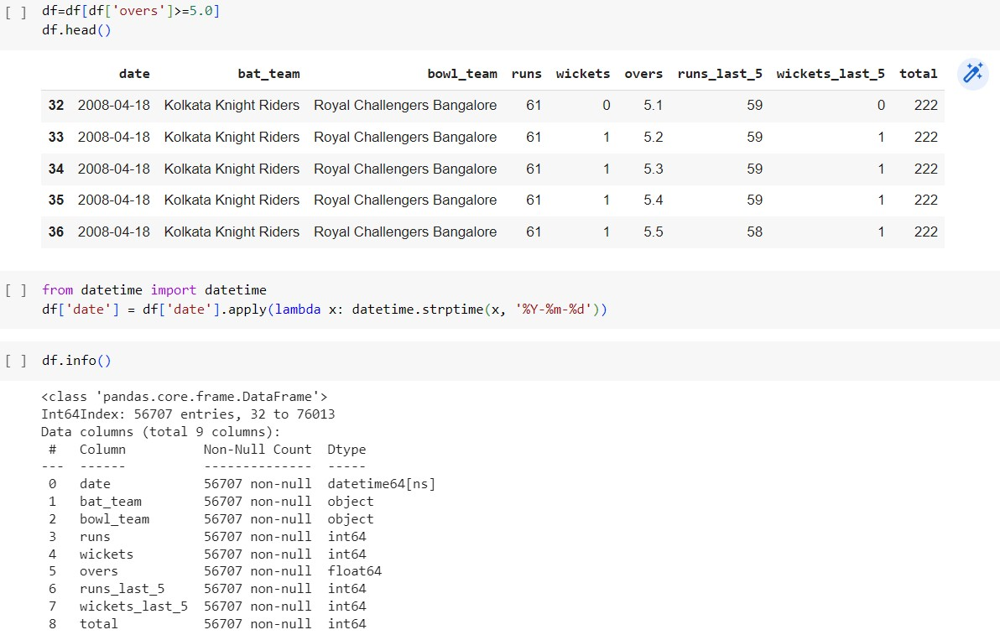 [ ] df=df[df['overs']>=5.0]
df.head()
date bat_team bowl_team runs wickets overs runs_last_5 wickets_last_5 total
32 2008-04-18 Kolkata Knight Riders Royal Challengers Bangalore 61 0 5.1 59 0 222
33 2008-04-18 Kolkata Knight Riders Royal Challengers Bangalore 61 1 5.2 59 1 222
34 2008-04-18 Kolkata Knight Riders Royal Challengers Bangalore 61 1 5.3 59 1 222
35 2008-04-18 Kolkata Knight Riders Royal Challengers Bangalore 61 1 5.4 59 1 222
36 2008-04-18 Kolkata Knight Riders Royal Challengers Bangalore 61 1 5.5 58 1 222
[ ] from datetime import datetime
df['date'] = df['date'].apply(lambda x: datetime.strptime(x, '%Y-%m-%d'))
[ ] df.info()
<class 'pandas.core.frame.DataFrame'>
Int64Index: 56707 entries, 32 to 76013
Data columns (total 9 columns):
# Column Non-Null Count Dtype
--- ------ -------------- -----
0 date 56707 non-null datetime64[ns]
1 bat_team 56707 non-null object
2 bowl_team 56707 non-null object
3 runs 56707 non-null int64
4 wickets 56707 non-null int64
5 overs 56707 non-null float64
6 runs_last_5 56707 non-null int64
7 wickets_last_5 56707 non-null int64
8 total 56707 non-null int64